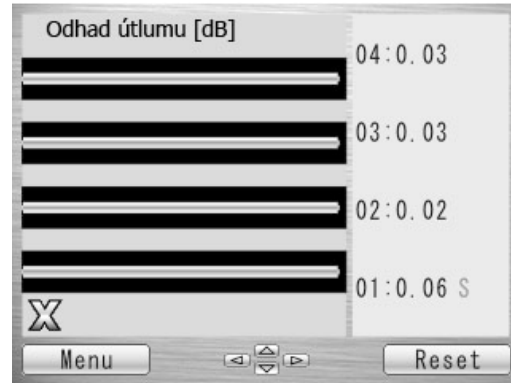 Odhad útlumu [dB]
04:0.03
03:0.03
02:0.02
01:0.06 S
X
Menu
Reset